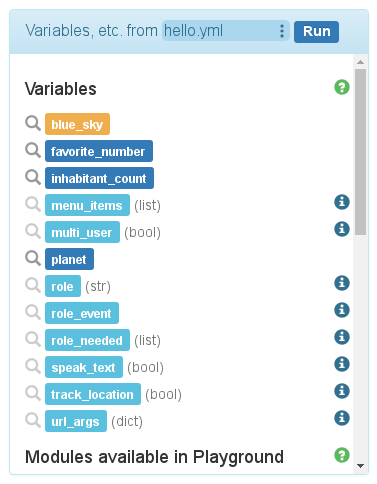 Variables, etc. from hello.yml Run
Variables
blue_sky
favorite_number
inhabitant_count
menu_items (list)
multi_user (bool)
planet
role (str)
role_event
role_needed (list)
speak_text (bool)
track_location (bool)
url_args (dict)
Modules available in Playground